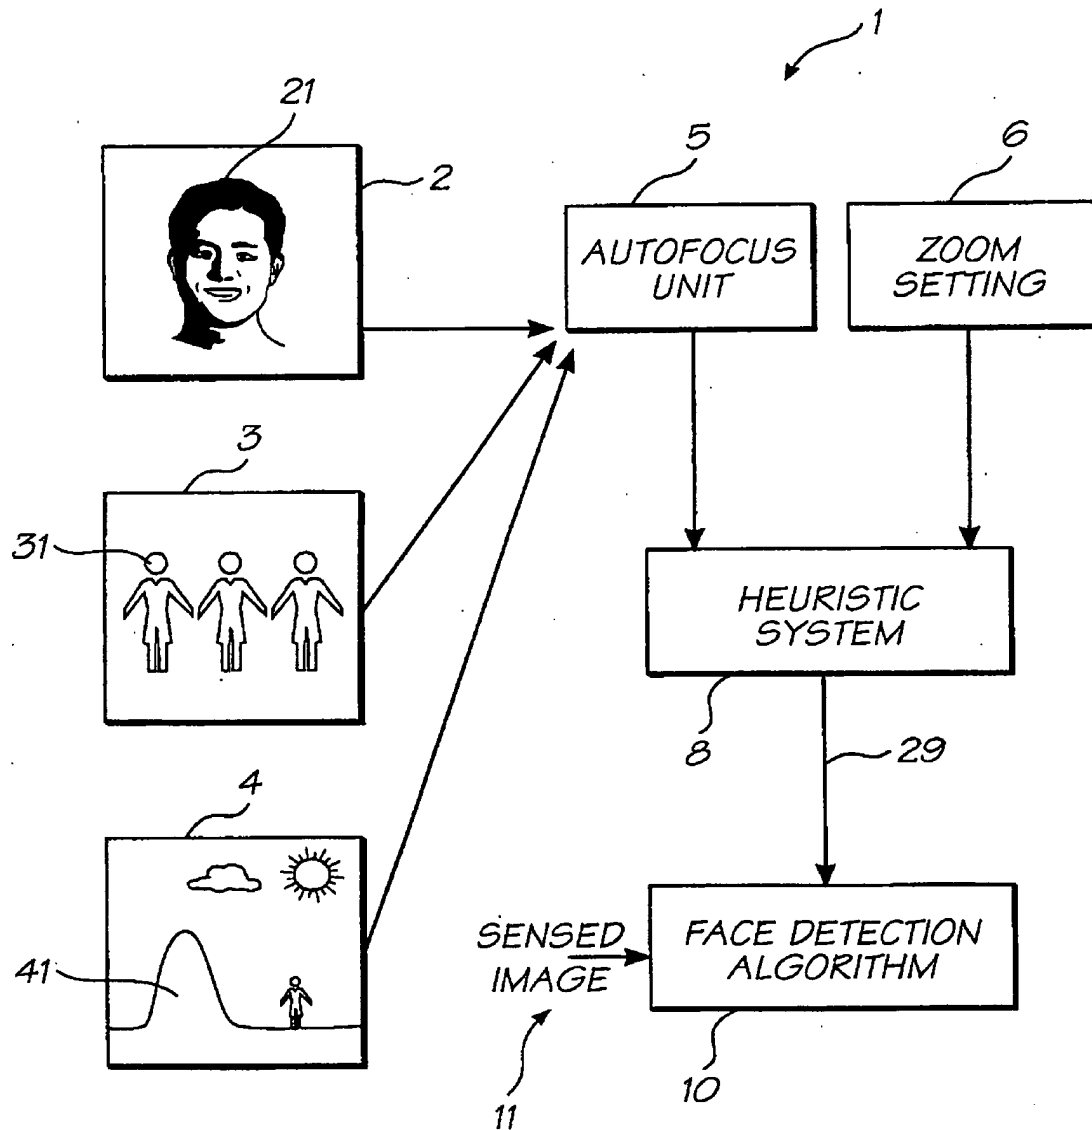 1
21
2
5
6
AUTOFOCUS
UNIT
ZOOM
SETTING
3
31
HEURISTIC
SYSTEM
8
29
4
41
SENSED
IMAGE
FACE DETECTION
ALGORITHM
11
10